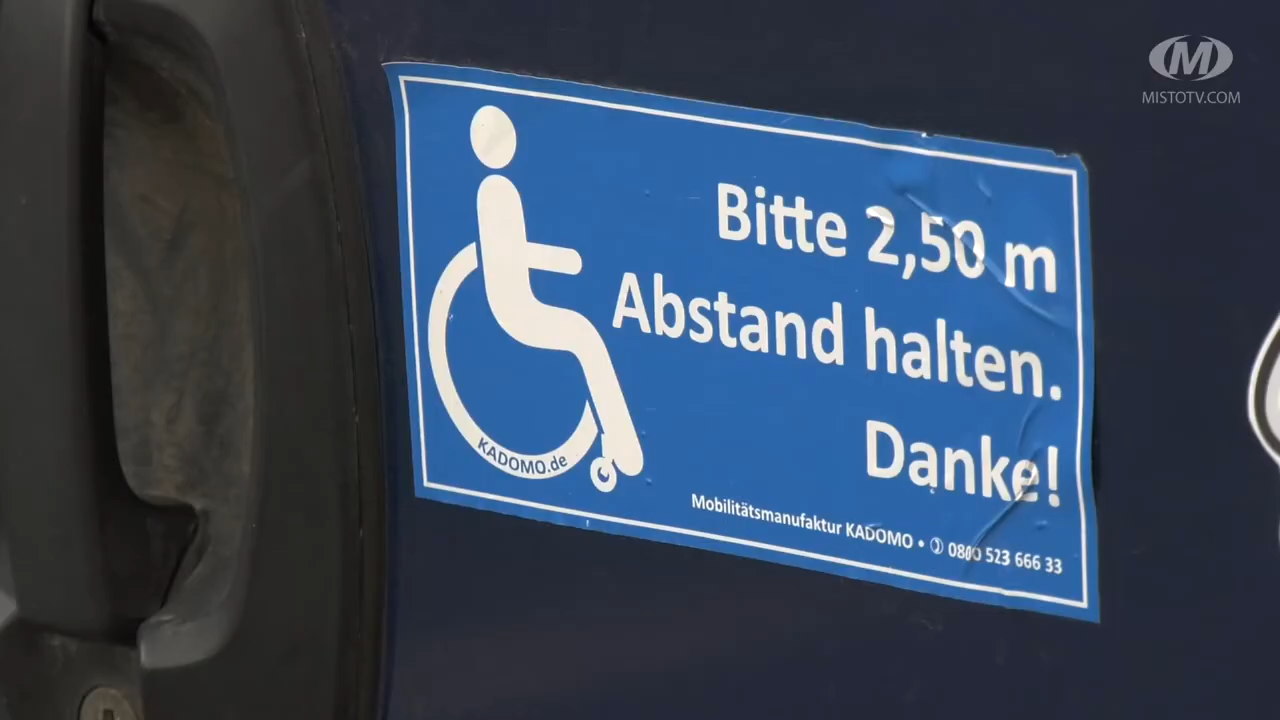 M
MISTOTV.COM
Bitte 2,50 m
Abstand halten.
Danke!
KADOMO.de
Mobilitätsmanufaktur KADOMO • ✆ 0800 523 666 33